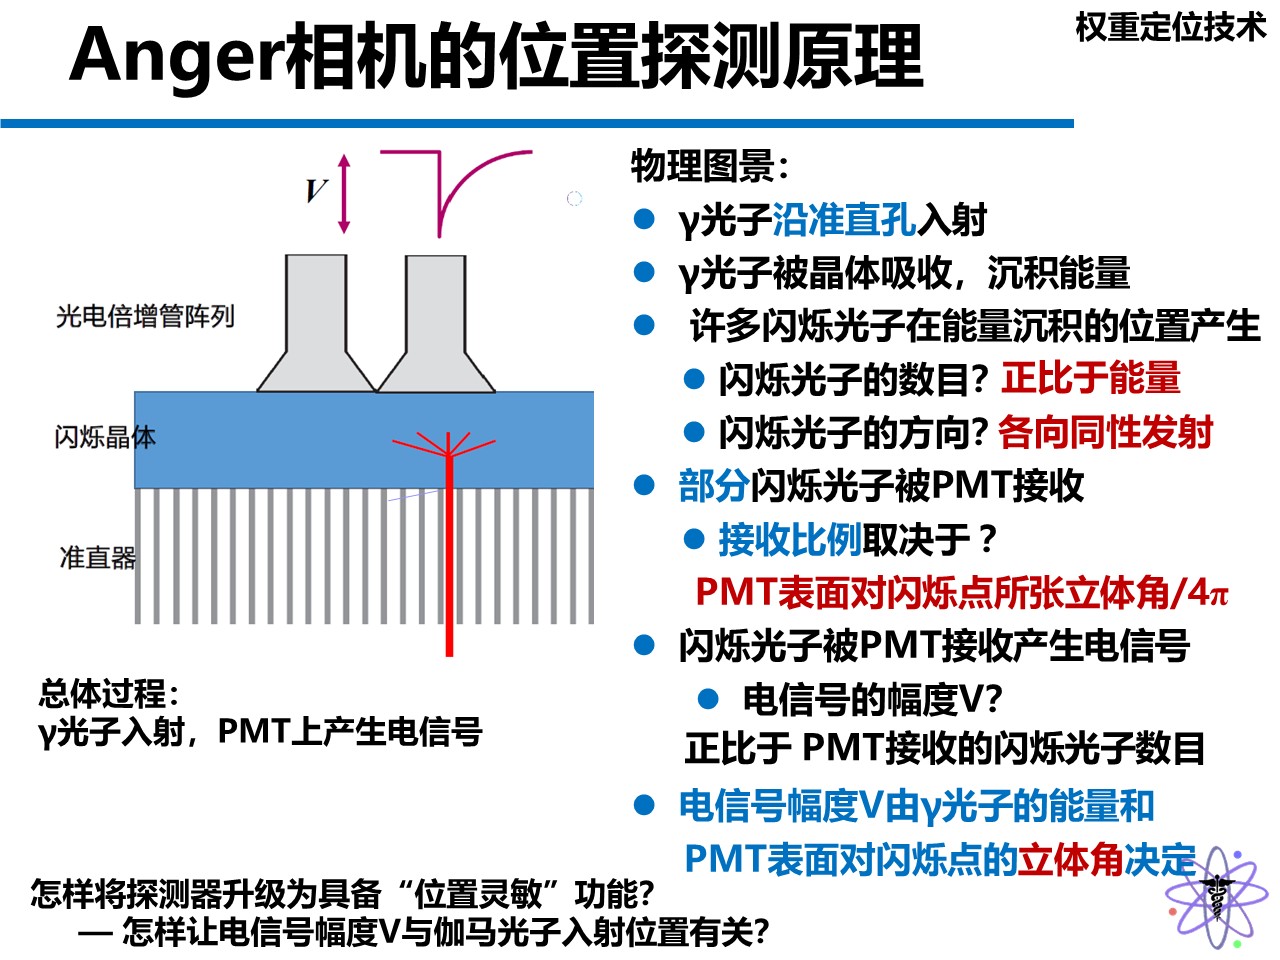 权重定位技术
Anger相机的位置探测原理
V
光电倍增管阵列
闪烁晶体
准直器
总体过程：
γ光子入射，PMT上产生电信号
物理图景：
γ光子沿准直孔入射
γ光子被晶体吸收，沉积能量
许多闪烁光子在能量沉积的位置产生
闪烁光子的数目？正比于能量
闪烁光子的方向？各向同性发射
部分闪烁光子被PMT接收
接收比例取决于？
PMT表面对闪烁点所张立体角/4π
闪烁光子被PMT接收产生电信号
电信号的幅度V？
正比于 PMT接收的闪烁光子数目
电信号幅度V由γ光子的能量和
PMT表面对闪烁点的立体角决定
怎样将探测器升级为具备“位置灵敏”功能？
— 怎样让电信号幅度V与伽马光子入射位置有关？